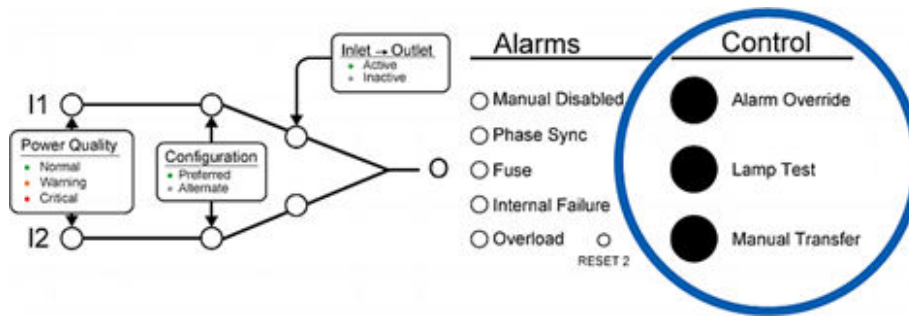 Inlet → Outlet
Active
Inactive
I1
Power Quality
Normal
Warning
Critical
Configuration
Preferred
Alternate
I2
O
Alarms
Manual Disabled
Phase Sync
Fuse
Internal Failure
Overload
RESET 2
Control
Alarm Override
Lamp Test
Manual Transfer